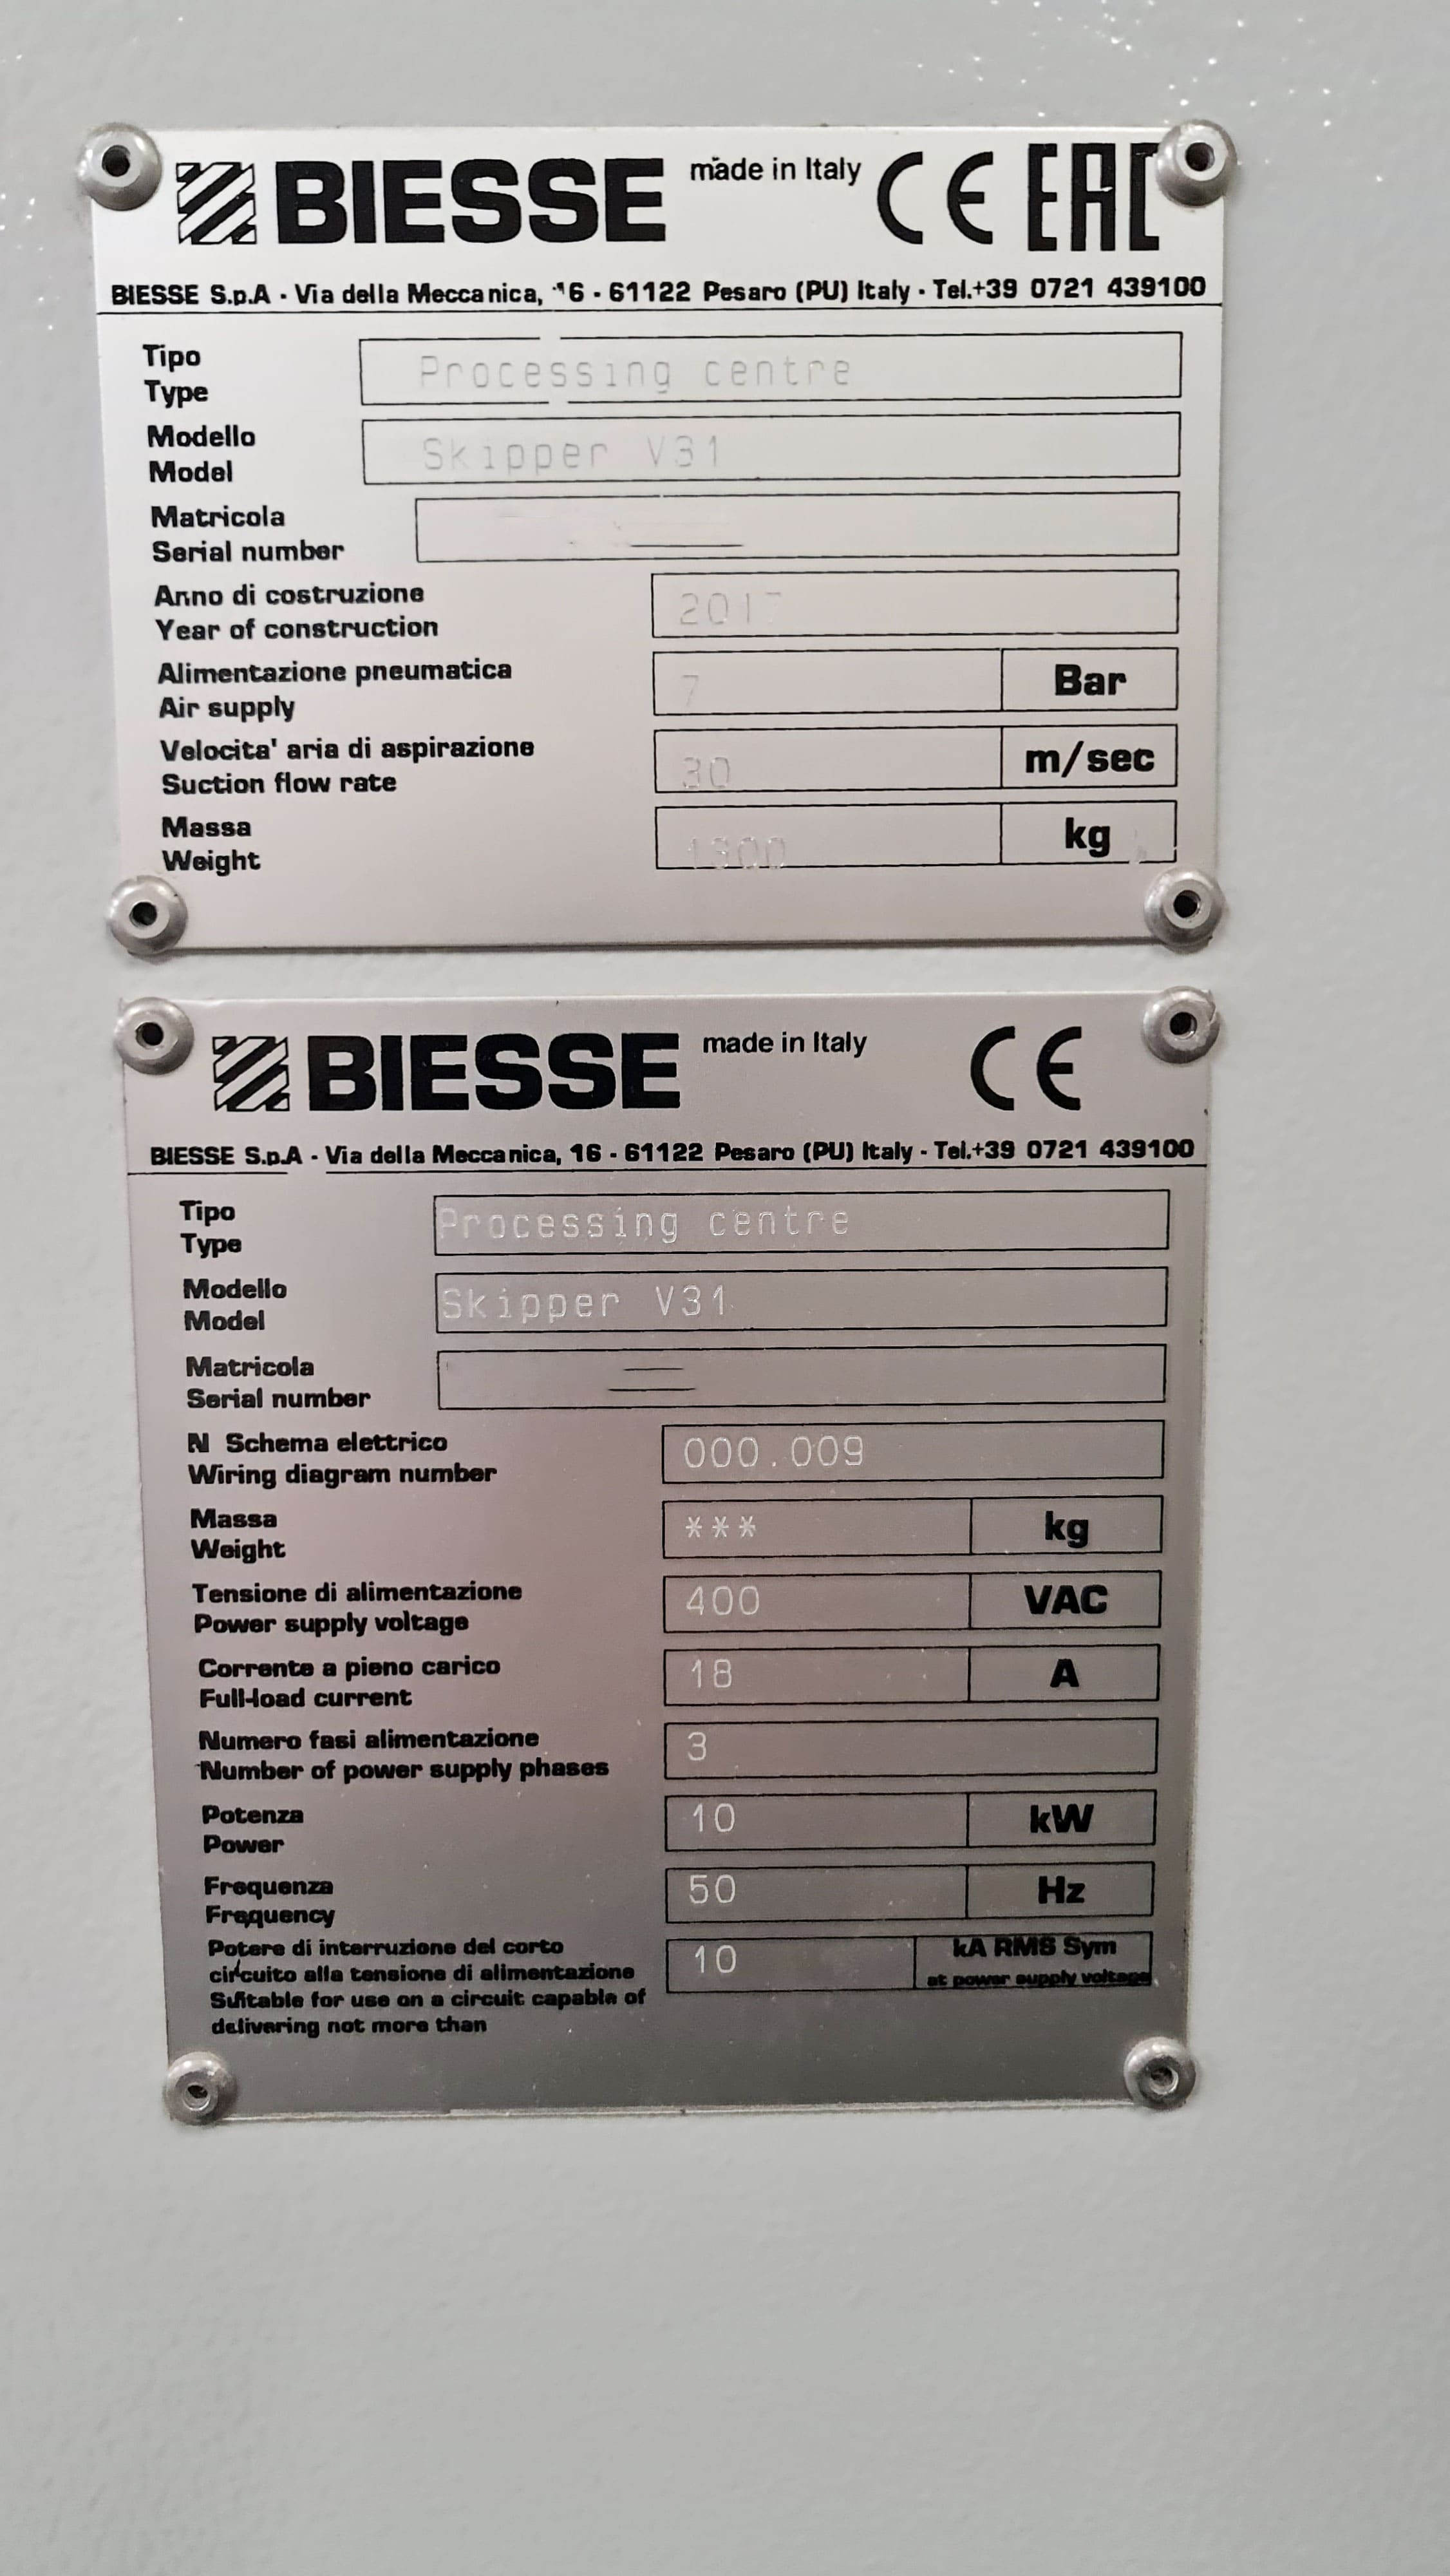 BIESSE made in Italy CE EAC
BIESSE S.p.A - Via della Meccanica, 16 - 61122 Pesaro (PU) Italy - Tel.+39 0721 439100
Tipo
Type
Processing centre
Modello
Model
Skipper V31
Matricola
Serial number
Anno di costruzione
Year of construction
2017
Alimentazione pneumatica
Air supply
7 Bar
Velocita' aria di aspirazione
Suction flow rate
30 m/sec
Massa
Weight
1300 kg
BIESSE made in Italy CE
BIESSE S.p.A - Via della Meccanica, 16 - 61122 Pesaro (PU) Italy - Tel.+39 0721 439100
Tipo
Type
Processing centre
Modello
Model
Skipper V31
Matricola
Serial number
N Schema elettrico
Wiring diagram number
000.009
Massa
Weight
*** kg
Tensione di alimentazione
Power supply voltage
400 VAC
Corrente a pieno carico
Full-load current
18 A
Numero fasi alimentazione
Number of power supply phases
3
Potenza
Power
10 kW
Frequenza
Frequency
50 Hz
Potere di interruzione del corto
circuito alla tensione di alimentazione
Suitable for use on a circuit capable of
delivering not more than
10 kA RMS Sym
at power supply voltage